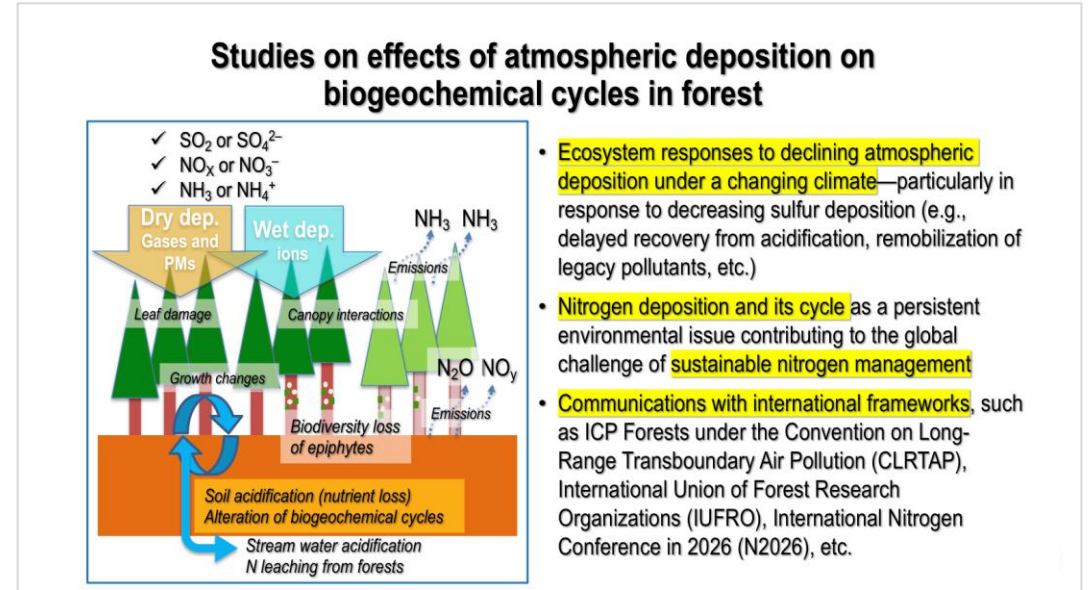 Studies on effects of atmospheric deposition on
biogeochemical cycles in forest
✓ SO₂ or SO₄²⁻
✓ NOₓ or NO₃⁻
✓ NH₃ or NH₄⁺
Dry dep.
Gases and
PMs
Wet dep.
ions
NH₃ NH₃
Emissions
Leaf damage
Canopy interactions
Growth changes
N₂O NOᵧ
Emissions
Biodiversity loss
of epiphytes
Soil acidification (nutrient loss)
Alteration of biogeochemical cycles
Stream water acidification
N leaching from forests
• Ecosystem responses to declining atmospheric
deposition under a changing climate—particularly in
response to decreasing sulfur deposition (e.g.,
delayed recovery from acidification, remobilization of
legacy pollutants, etc.)
• Nitrogen deposition and its cycle as a persistent
environmental issue contributing to the global
challenge of sustainable nitrogen management
• Communications with international frameworks, such
as ICP Forests under the Convention on Long-
Range Transboundary Air Pollution (CLRTAP),
International Union of Forest Research
Organizations (IUFRO), International Nitrogen
Conference in 2026 (N2026), etc.